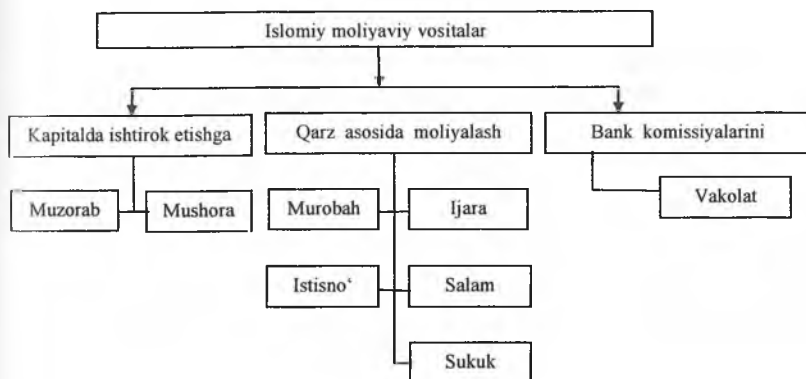 Islomiy moliyaviy vositalar
Kapitalda ishtirok etishga
Qarz asosida moliyalash
Bank komissiyalarini
Muzorab
Mushora
Murobah
Ijara
Vakolat
Istisno‘
Salam
Sukuk